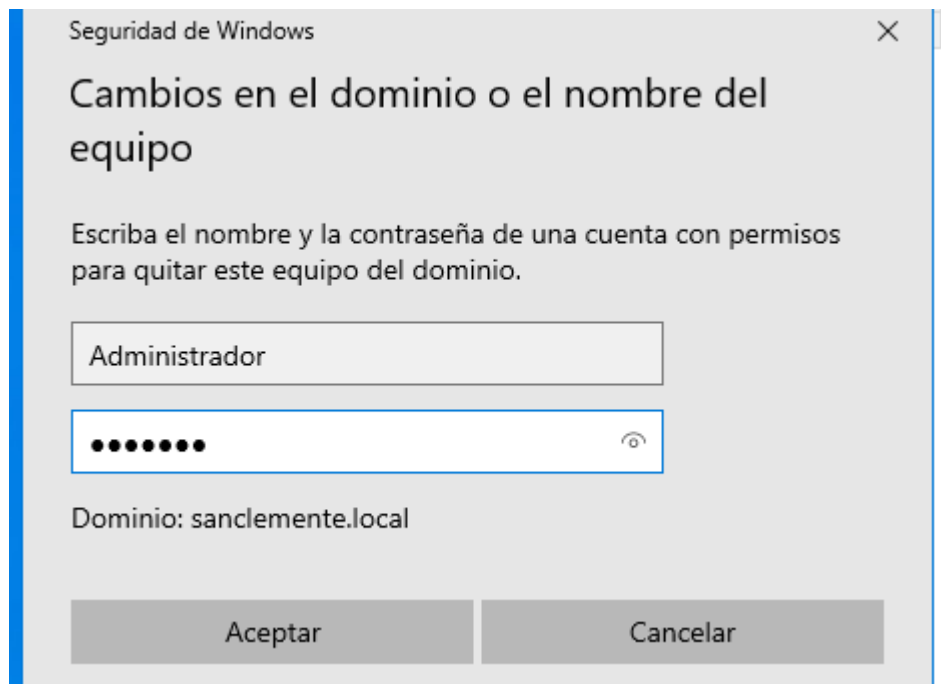 Seguridad de Windows
Cambios en el dominio o el nombre del
equipo
Escriba el nombre y la contraseña de una cuenta con permisos
para quitar este equipo del dominio.
Administrador
●●●●●●●
Dominio: sanclemente.local
Aceptar
Cancelar